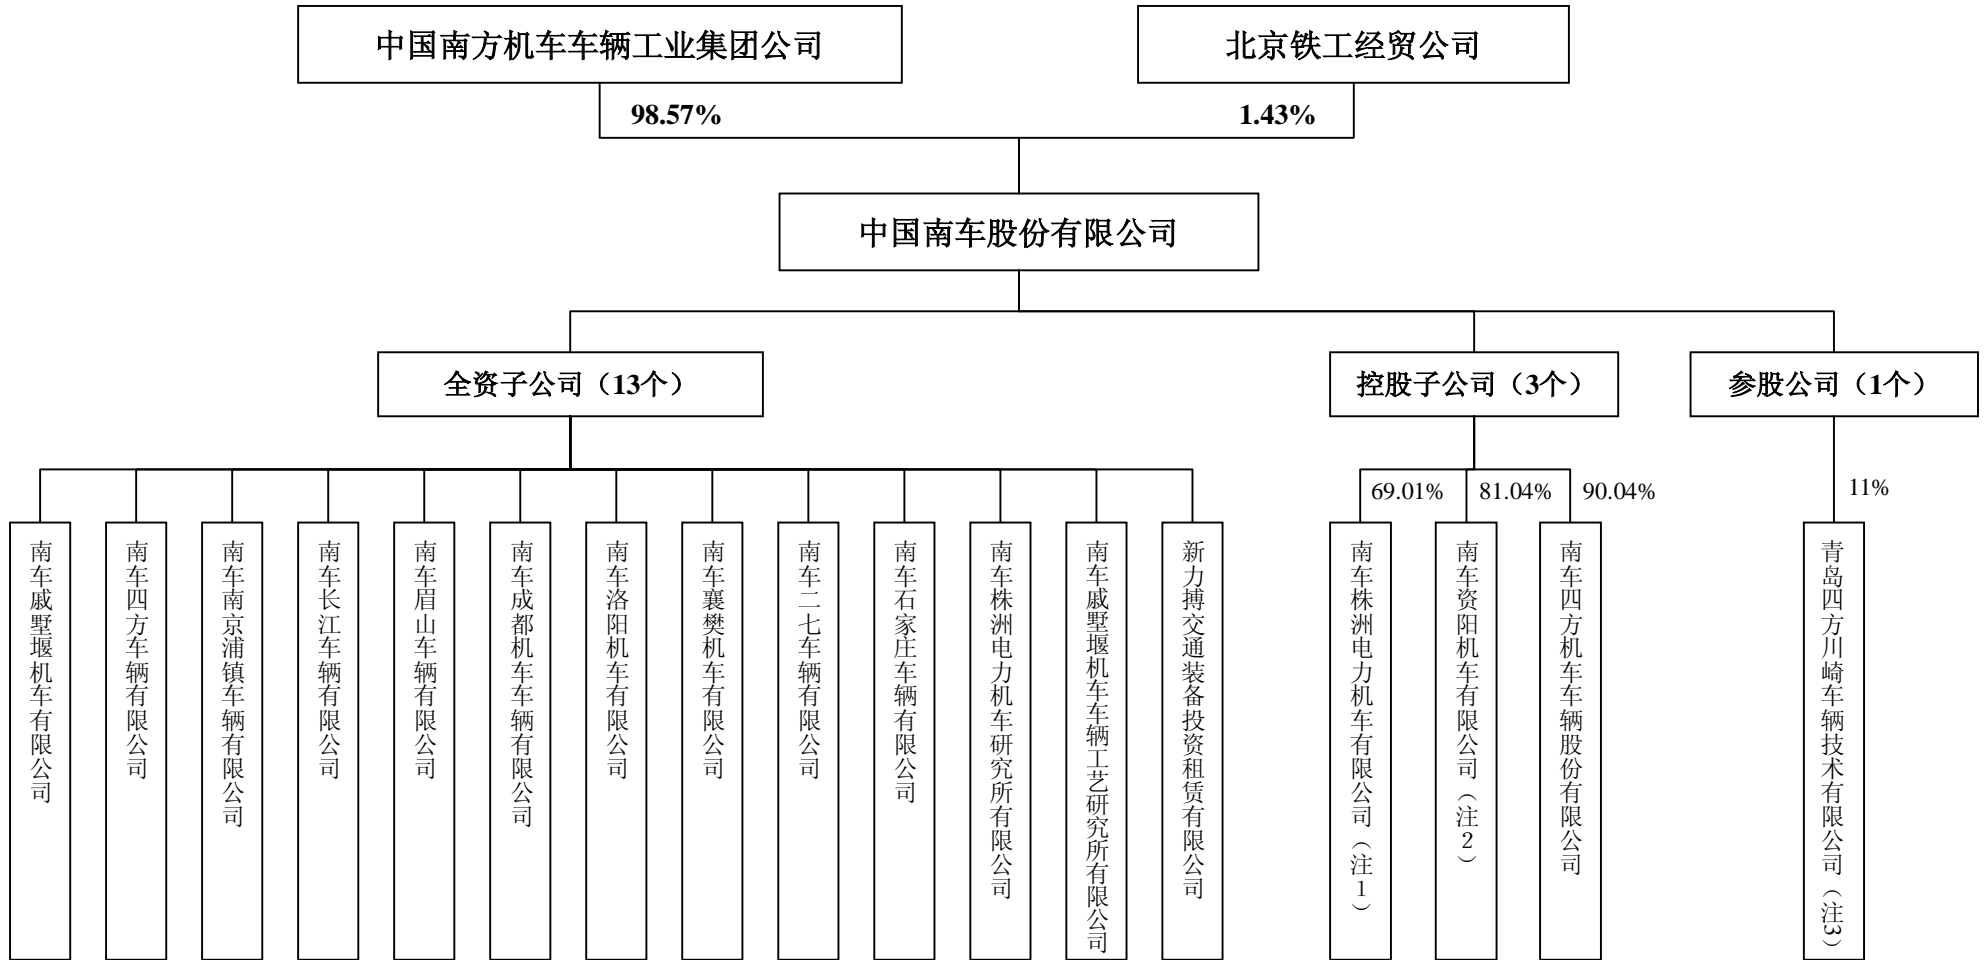 中国南方机车车辆工业集团公司
北京铁工经贸公司
98.57%
1.43%
中国南车股份有限公司
全资子公司（13个）
控股子公司（3个）
参股公司（1个）
69.01%
81.04%
90.04%
11%
南车戚墅堰机车有限公司
南车四方车辆有限公司
南车南京浦镇车辆有限公司
南车长江车辆有限公司
南车眉山车辆有限公司
南车成都机车车辆有限公司
南车洛阳机车有限公司
南车襄樊机车有限公司
南车二七车辆有限公司
南车石家庄车辆有限公司
南车株洲电力机车研究所有限公司
南车戚墅堰机车车辆工艺研究所有限公司
新力搏交通装备投资租赁有限公司
南车株洲电力机车有限公司（注1）
南车资阳机车有限公司（注2）
南车四方机车车辆股份有限公司
青岛四方川崎车辆技术有限公司（注3）